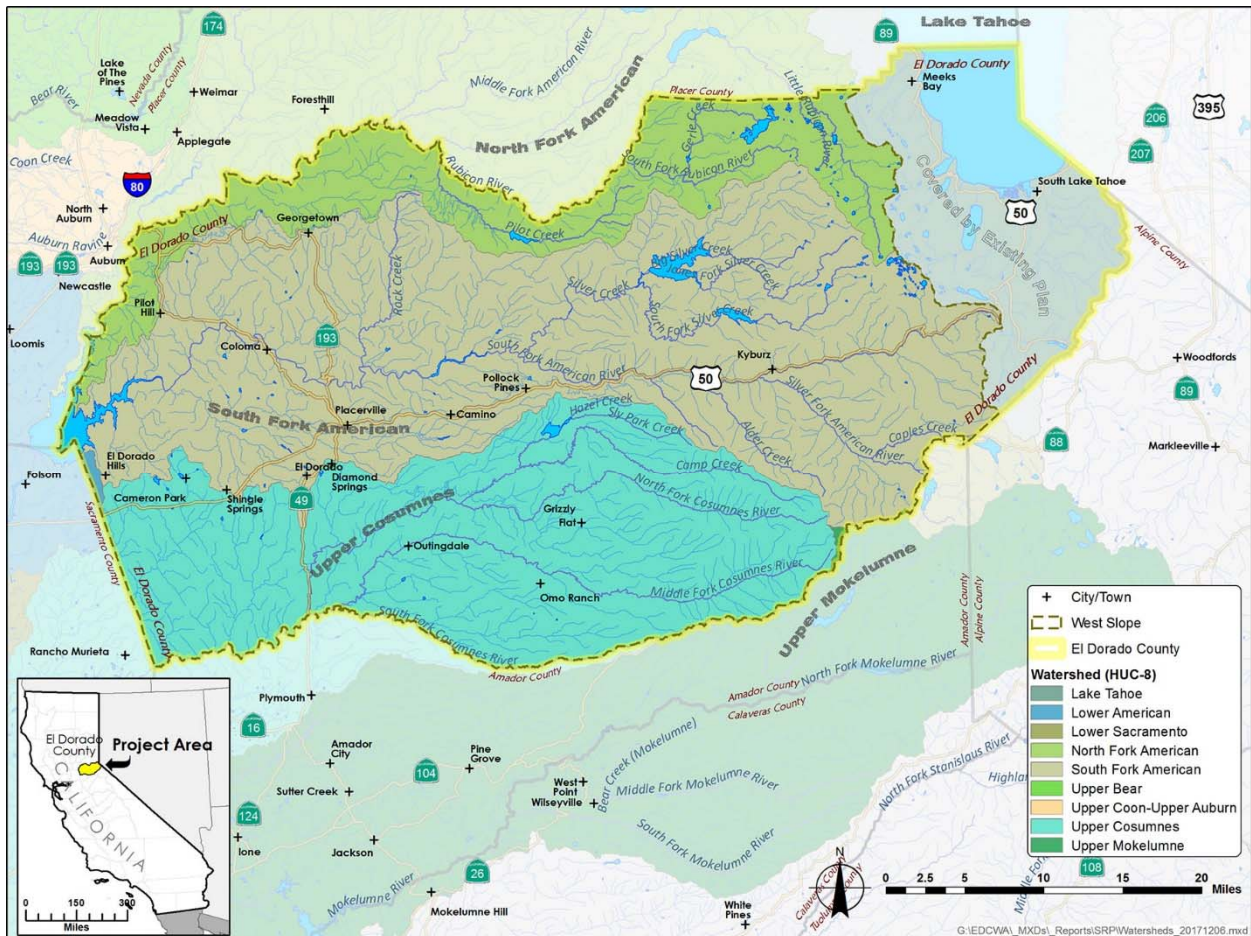 174
89
Lake Tahoe
El Dorado County
Lake
of The
Pines
Nevada County
Placer County
Weimar
Bear River
Meadow
Vista
Applegate
Foresthill
Middle Fork American River
North Fork American
Placer County
Gerle Creek
Little Rubicon River
Meeks
Bay
395
206
207
Coon Creek
80
Rubicon River
South Fork Rubicon River
Covered by Existing Plan
South Lake Tahoe
50
Alpine County
North
Auburn
Auburn Ravine
Auburn
193
193
Newcastle
El Dorado County
Georgetown
Pilot Creek
Rock Creek
Silver Creek
Silver Creek
Jones Fork Silver Creek
South
Fork Silver Creek
Pilot
Hill
Loomis
Coloma
193
South Fork American River
Kyburz
50
Pollock
Pines
Woodfords
89
Markleeville
Silver Fork American River
Caples Creek
El Dorado County
88
South Fork American
Placerville
Camino
Hazel Creek
Sly Park Creek
Alder Creek
Camp Creek
North Fork Cosumnes River
Folsom
El Dorado
Hills
Cameron Park
Shingle
Springs
El Dorado
Diamond
Springs
49
Upper Cosumnes
Grizzly
Flat
Outingdale
Omo Ranch
Middle Fork Cosumnes River
Upper Mokelumne
Sacramento County
El Dorado County
South Fork Cosumnes River
Amador County
Rancho Murieta
Plymouth
Amador County
Alpine County
North Fork Mokelumne River
Amador County
Calaveras County
16
Amador
City
104
Pine
Grove
Sutter Creek
124
Ione
Jackson
Mokelumne River
26
Mokelumne Hill
West
Point
Wilseyville
Bear Creek (Mokelumne)
Middle Fork Mokelumne River
South Fork Mokelumne River
North Fork Stanislaus River
Highlan
White
Pines
Calaveras County
Tuolumne County
Middle Fo
108
City/Town
West Slope
El Dorado County
Watershed (HUC-8)
Lake Tahoe
Lower American
Lower Sacramento
North Fork American
South Fork American
Upper Bear
Upper Coon-Upper Auburn
Upper Cosumnes
Upper Mokelumne
N
0 2.5 5 10 15 20
Miles
El Dorado
County
Project Area
CALIFORNIA
0 150 300
Miles
G:\EDCWA\_MXDs\_Reports\SRP\Watersheds_20171206.mxd